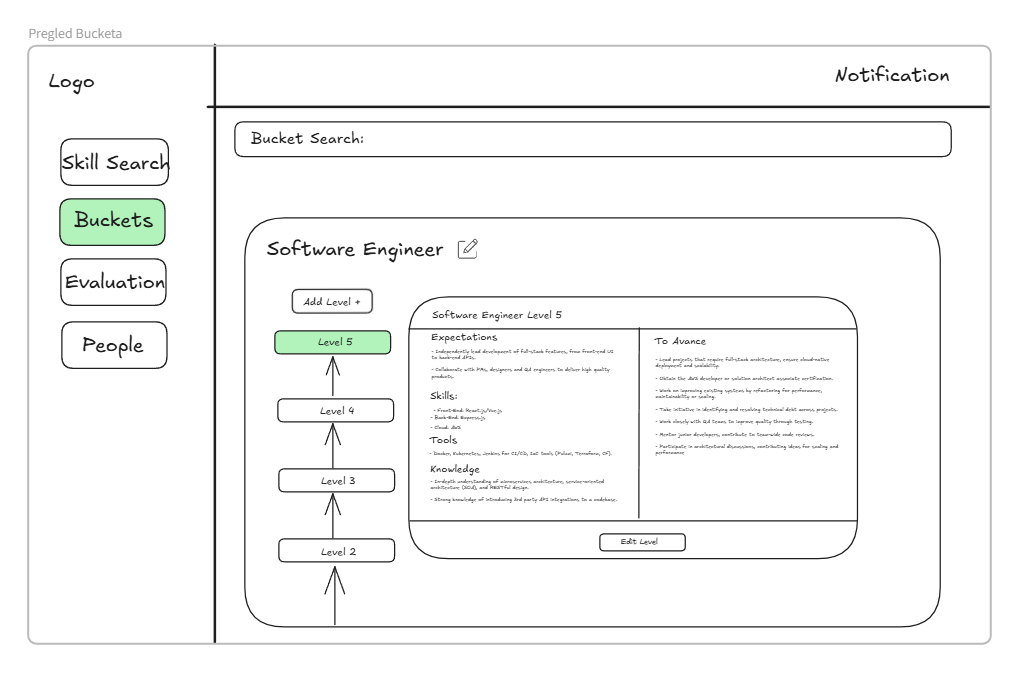 Pregled Bucketa
Logo
Notification
Skill Search
Buckets
Evaluation
People
Bucket Search:
Software Engineer
Add Level +
Level 5
Level 4
Level 3
Level 2
Software Engineer Level 5
Expectations
- Independently lead development of full-stack features, from front-end UI
to back-end APIs.
- Collaborate with PMs, designers and QA engineers to deliver high quality
products.
Skills:
- Front-End: React.js/Vue.js
- Back-End: Express.js
- Cloud: AWS
Tools
- Docker, Kubernetes, Jenkins for CI/CD, IaC tools (Pulumi, Terraform, CF).
Knowledge
- In-depth understanding of microservices architecture, service-oriented
architecture (SOA), and RESTful design.
- Strong knowledge of introducing 3rd party API integrations to a codebase.
To Avance
- Lead projects that require full-stack architecture, ensure cloud-native
deployment and scalability.
- Obtain the AWS developer or solution architect associate certification.
- Work on improving existing systems by refactoring for performance,
maintainability or scaling.
- Take initiative in identifying and resolving technical debt across projects.
- Work closely with QA teams to improve quality through testing.
- Mentor junior developers, contribute to team-wide code reviews.
- Participate in architectural discussions, contributing ideas for scaling and
performance
Edit Level